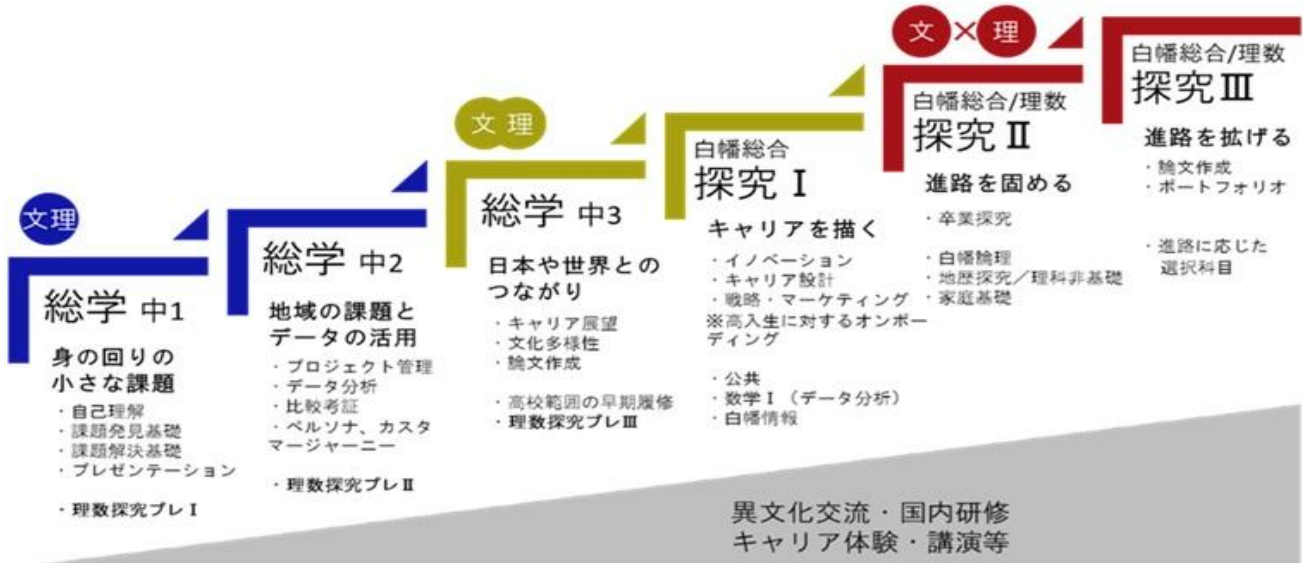 文理
総学 中1
身の回りの
小さな課題
・自己理解
・課題発見基礎
・課題解決基礎
・プレゼンテーション
・理数探究プレⅠ
総学 中2
地域の課題と
データの活用
・プロジェクト管理
・データ分析
・比較考証
・ペルソナ、カスタ
マージャーニー
・理数探究プレⅡ
文 理
総学 中3
日本や世界との
つながり
・キャリア展望
・文化多様性
・論文作成
・高校範囲の早期履修
・理数探究プレⅢ
白幡総合
探究Ⅰ
キャリアを描く
・イノベーション
・キャリア設計
・戦略・マーケティング
※高入生に対するオンボー
ディング
・公共
・数学Ⅰ（データ分析）
・白幡情報
文×理
白幡総合/理数
探究Ⅱ
進路を固める
・卒業探究
・白幡論理
・地歴探究／理科非基礎
・家庭基礎
白幡総合/理数
探究Ⅲ
進路を拡げる
・論文作成
・ポートフォリオ
・進路に応じた
選択科目
異文化交流・国内研修
キャリア体験・講演等